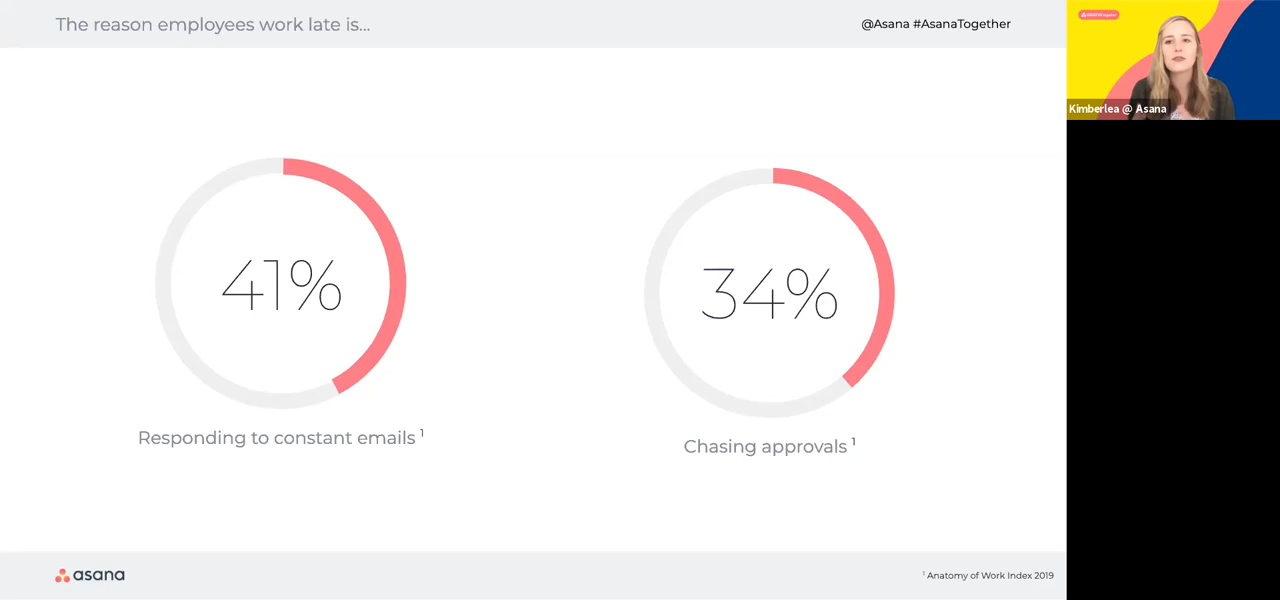 The reason employees work late is...
@Asana #AsanaTogether
Kimberlea @ Asana
41%
34%
Responding to constant emails ¹
Chasing approvals ¹
asana
¹ Anatomy of Work Index 2019